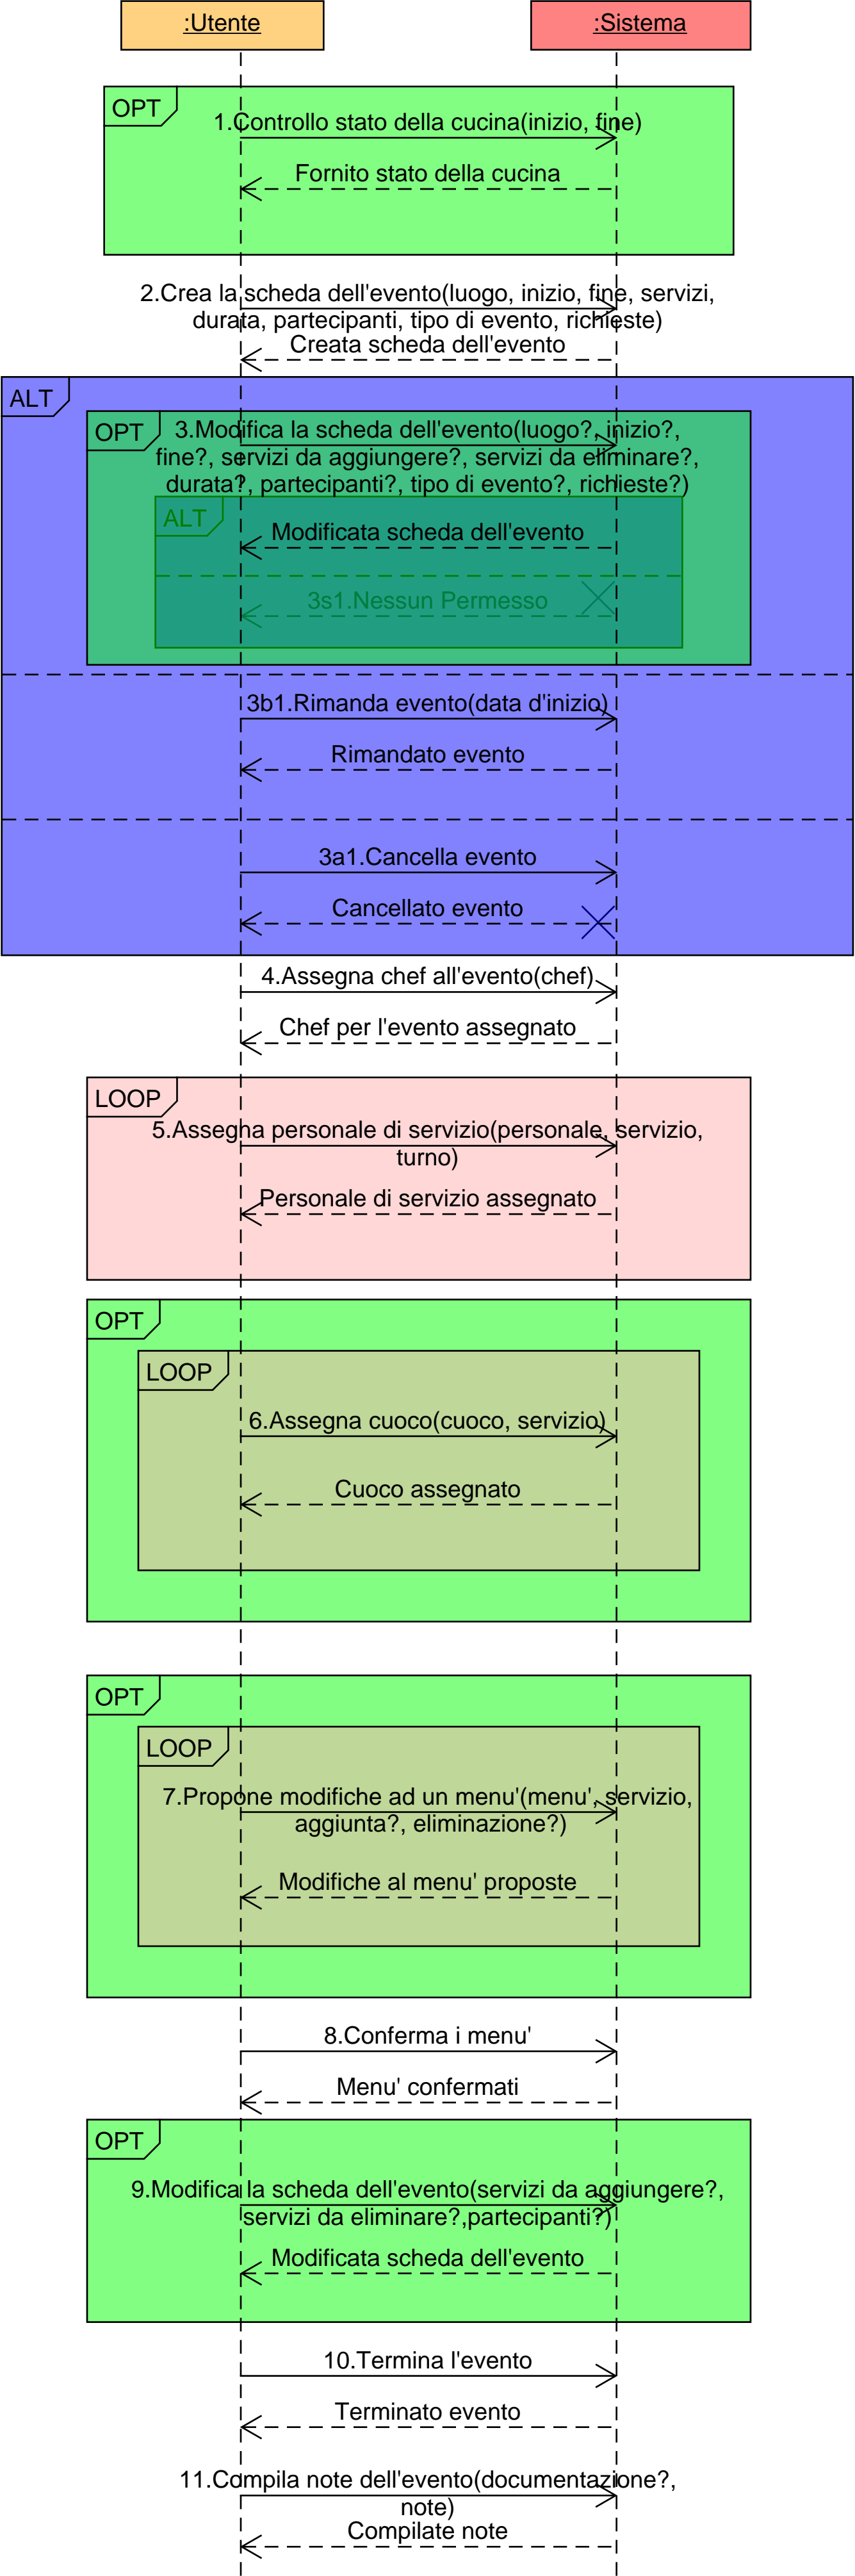 :Utente
:Sistema
OPT
1.Controllo stato della cucina(inizio, fine)
Fornito stato della cucina
2.Crea la scheda dell'evento(luogo, inizio, fine, servizi,
durata, partecipanti, tipo di evento, richieste)
Creata scheda dell'evento
ALT
OPT
3.Modifica la scheda dell'evento(luogo?, inizio?,
fine?, servizi da aggiungere?, servizi da eliminare?,
durata?, partecipanti?, tipo di evento?, richieste?)
ALT
Modificata scheda dell'evento
3s1.Nessun Permesso
3b1.Rimanda evento(data d'inizio)
Rimandato evento
3a1.Cancella evento
Cancellato evento
4.Assegna chef all'evento(chef)
Chef per l'evento assegnato
LOOP
5.Assegna personale di servizio(personale, servizio,
turno)
Personale di servizio assegnato
OPT
LOOP
6.Assegna cuoco(cuoco, servizio)
Cuoco assegnato
OPT
LOOP
7.Propone modifiche ad un menu'(menu', servizio,
aggiunta?, eliminazione?)
Modifiche al menu' proposte
8.Conferma i menu'
Menu' confermati
OPT
9.Modifica la scheda dell'evento(servizi da aggiungere?,
servizi da eliminare?,partecipanti?)
Modificata scheda dell'evento
10.Termina l'evento
Terminato evento
11.Compila note dell'evento(documentazione?,
note)
Compilate note